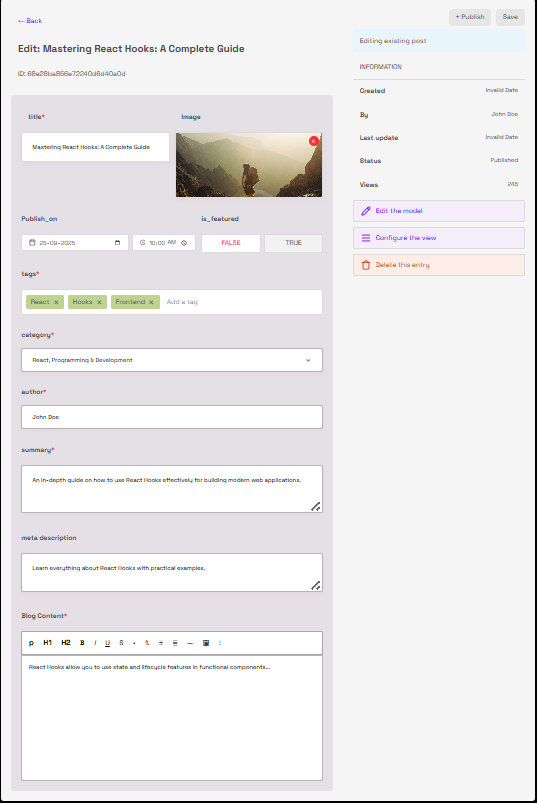 ← Back
+ Publish
Save
Edit: Mastering React Hooks: A Complete Guide
Editing existing post
ID: 68e28ba856e72240d6d40a0d
INFORMATION
Created
Invalid Date
By
John Doe
Last update
Invalid Date
Status
Published
Views
245
Edit the model
Configure the view
Delete this entry
title*
Image
Mastering React Hooks: A Complete Guide
Publish_on
is_featured
25-09-2025
10:00 AM
FALSE
TRUE
tags*
React ×
Hooks ×
Frontend ×
Add a tag
category*
React, Programming & Development
author*
John Doe
summary*
An in-depth guide on how to use React Hooks effectively for building modern web applications.
meta description
Learn everything about React Hooks with practical examples.
Blog Content*
P H1 H2 B I U S
React Hooks allow you to use state and lifecycle features in functional components...